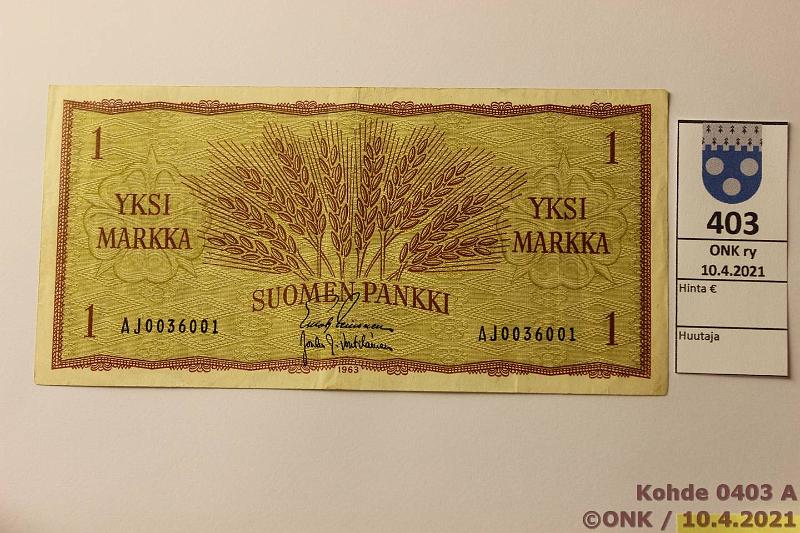 1
1
YKSI
MARKKA
YKSI
MARKKA
SUOMEN PANKKI
1
AJ0036001
AJ0036001
1
1963
403
ONK ry
10.4.2021
Hinta €
Huutaja
Kohde 0403 A
©ONK / 10.4.2021